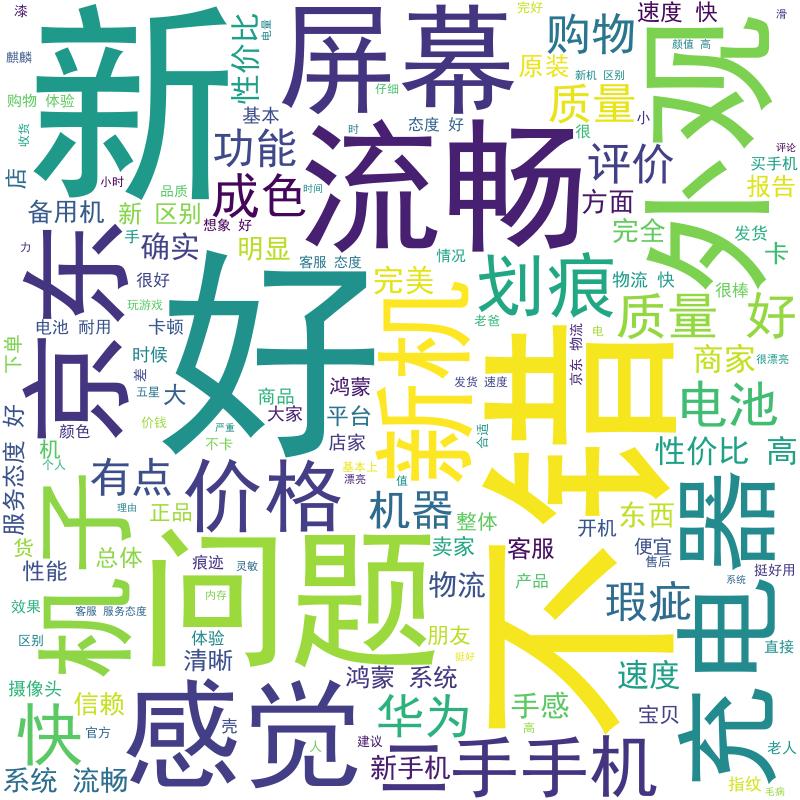 漆
新
性价比
电量
屏幕
完好
购物
速度 快
滑
麒麟
原装
颜值 高
外观
购物 体验
仔细
新机 区别
质量
基本
态度 好
很
小
收货
时
功能
流畅
评价
评论
买手机
店
小时
品质
时间
成色
方面
报告
备用机
新 区别
想象 好
完全
发货
力
手
确实
明显
情况
卡
京东
很好
好
客服 态度
完美
划痕
物流 快
很棒
玩游戏
新机
老爸
质量 好
电池 耐用
卡顿
不错
电
京东 物流
下单
时候
差
五星
大
商品
鸿蒙
发货 速度
商家
很漂亮
服务态度 好
颜色
价钱
大家
平台
电池
严重
不卡
店家
合适
机
个人
有点
基本上
漂亮
值
性价比 高
价格
机器
机子
理由
正品
整体
东西
充电器
货
总体
问题
卖家
客服
开机
便宜
售后
性能
痕迹
灵敏
物流
产品
挺好用
系统
效果
客服 服务态度
内存
瑕疵
区别
体验
朋友
清晰
挺好
直接
摄像头
感觉
鸿蒙 系统
速度
信赖
手感
快
官方
壳
华为
高
宝贝
人
建议
二手手机
老人
系统 流畅
新手机
指纹
毛病